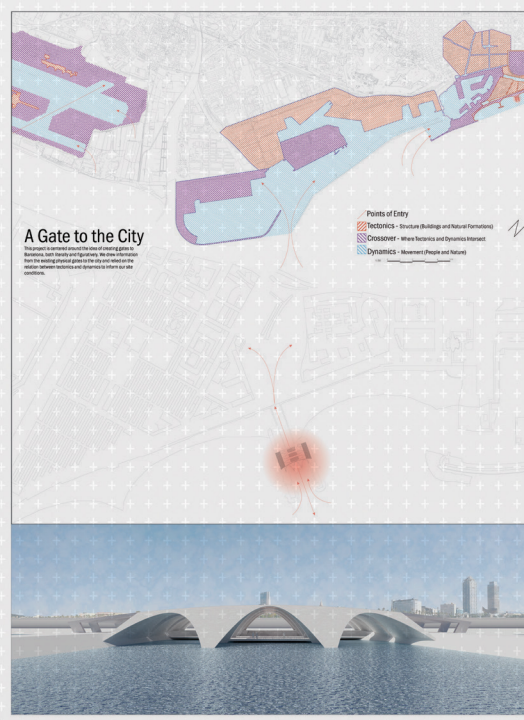 A Gate to the City
This project is centered around the idea of creating gates to
Barcelona, both literally and figuratively. We drew information
from the existing physical gates to the city and relied on the
relation between tectonics and dynamics to inform our site
conditions.
Points of Entry
Tectonics - Structure (Buildings and Natural Formations)
Crossover - Where Tectonics and Dynamics Intersect
Dynamics - Movement (People and Nature)
N